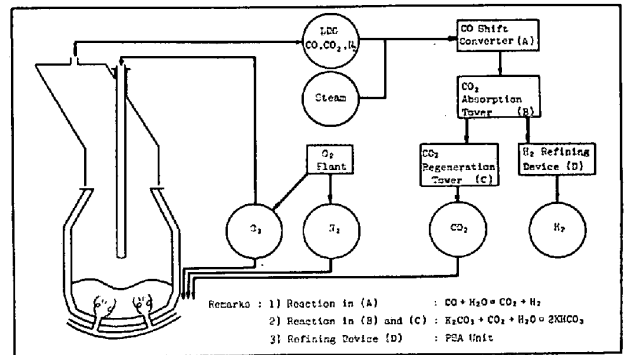 LDG
CO,CO₂,N₂
Steam
CO Shift
Converter (A)
CO₂
Absorption
Tower (B)
CO₂
Regeneration
Tower (C)
H₂ Refining
Device (D)
O₂
Plant
O₂
N₂
CO₂
H₂
Remarks : 1) Reaction in (A) : CO + H₂O = CO₂ + H₂
2) Reaction in (B) and (C) : K₂CO₃ + CO₂ + H₂O = 2KHCO₃
3) Refining Device (D) : PSA Unit